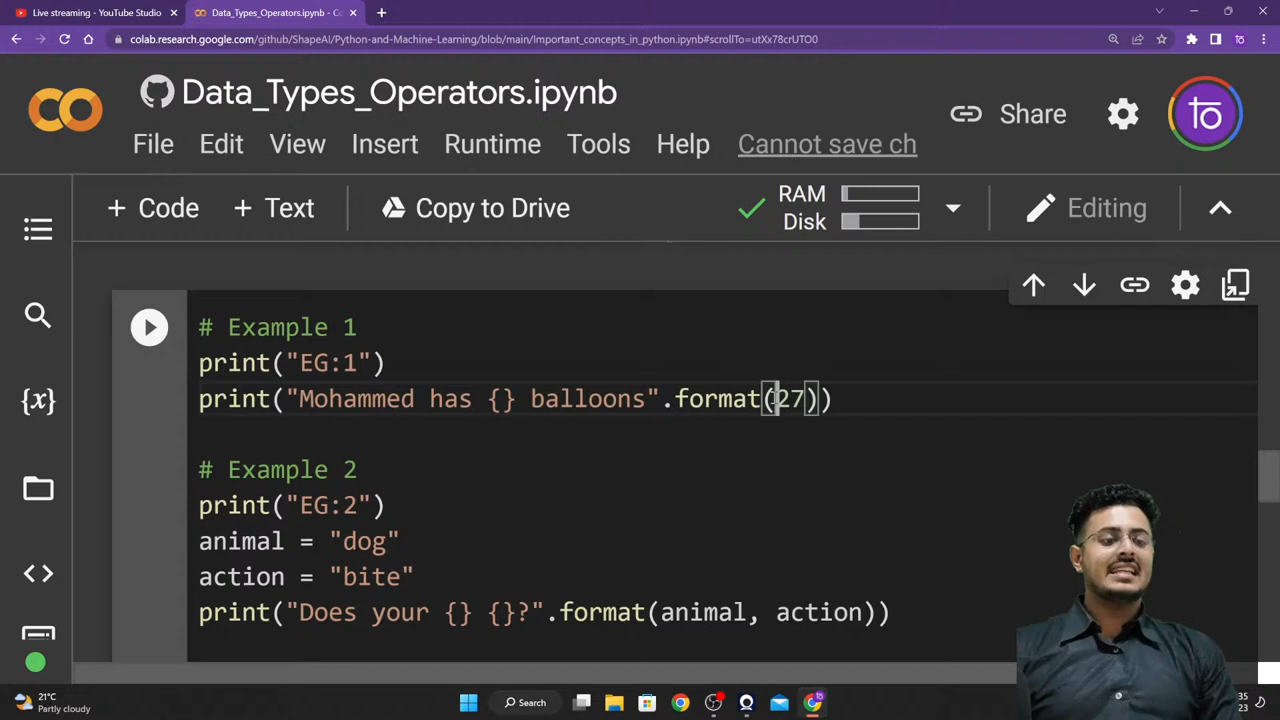 Live streaming - YouTube Studio
Data_Types_Operators.ipynb - Co
colab.research.google.com/github/ShapeAI/Python-and-Machine-Learning/blob/main/Important_concepts_in_python.ipynb#scrollTo=utXx78crUTO0
Data_Types_Operators.ipynb
Share
File Edit View Insert Runtime Tools Help Cannot save ch
+ Code + Text Copy to Drive
RAM
Disk
Editing
{x}
# Example 1
print("EG:1")
print("Mohammed has {} balloons".format(27))
# Example 2
print("EG:2")
animal = "dog"
action = "bite"
print("Does your {} {}?".format(animal, action))
21°C
Partly cloudy
Search
35
23